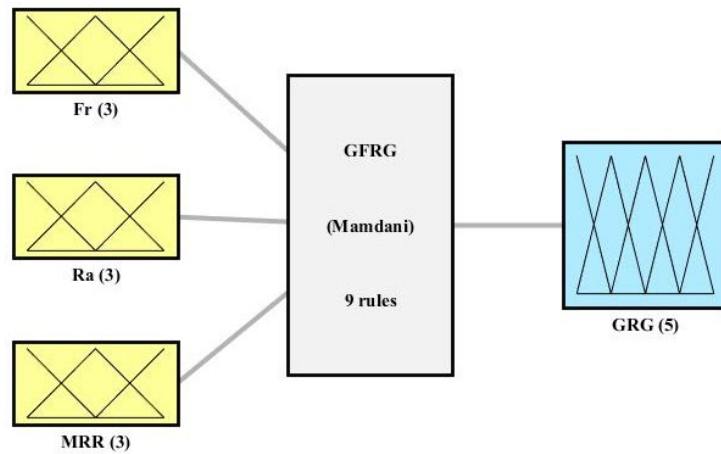 Fr (3)
Ra (3)
MRR (3)
GFRG
(Mamdani)
9 rules
GRG (5)